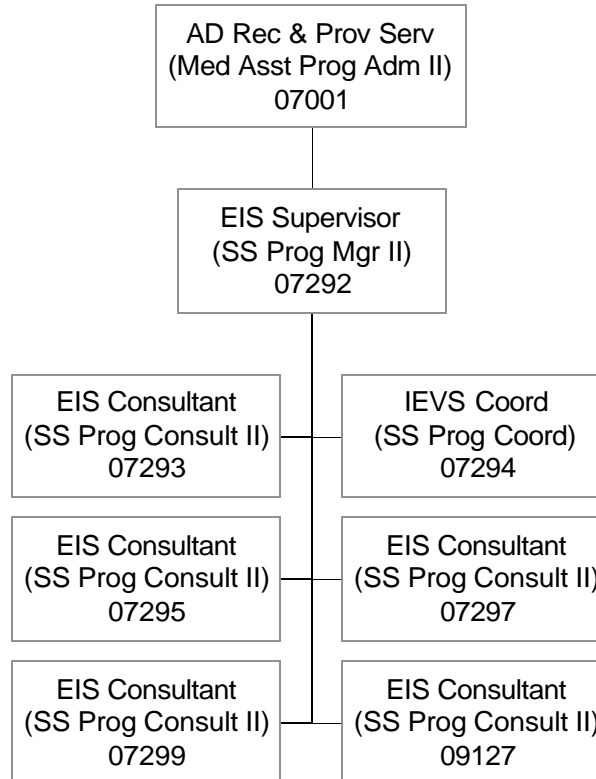 AD Rec & Prov Serv
(Med Asst Prog Adm II)
07001
EIS Supervisor
(SS Prog Mgr II)
07292
EIS Consultant
(SS Prog Consult II)
07293
IEVS Coord
(SS Prog Coord)
07294
EIS Consultant
(SS Prog Consult II)
07295
EIS Consultant
(SS Prog Consult II)
07297
EIS Consultant
(SS Prog Consult II)
07299
EIS Consultant
(SS Prog Consult II)
09127